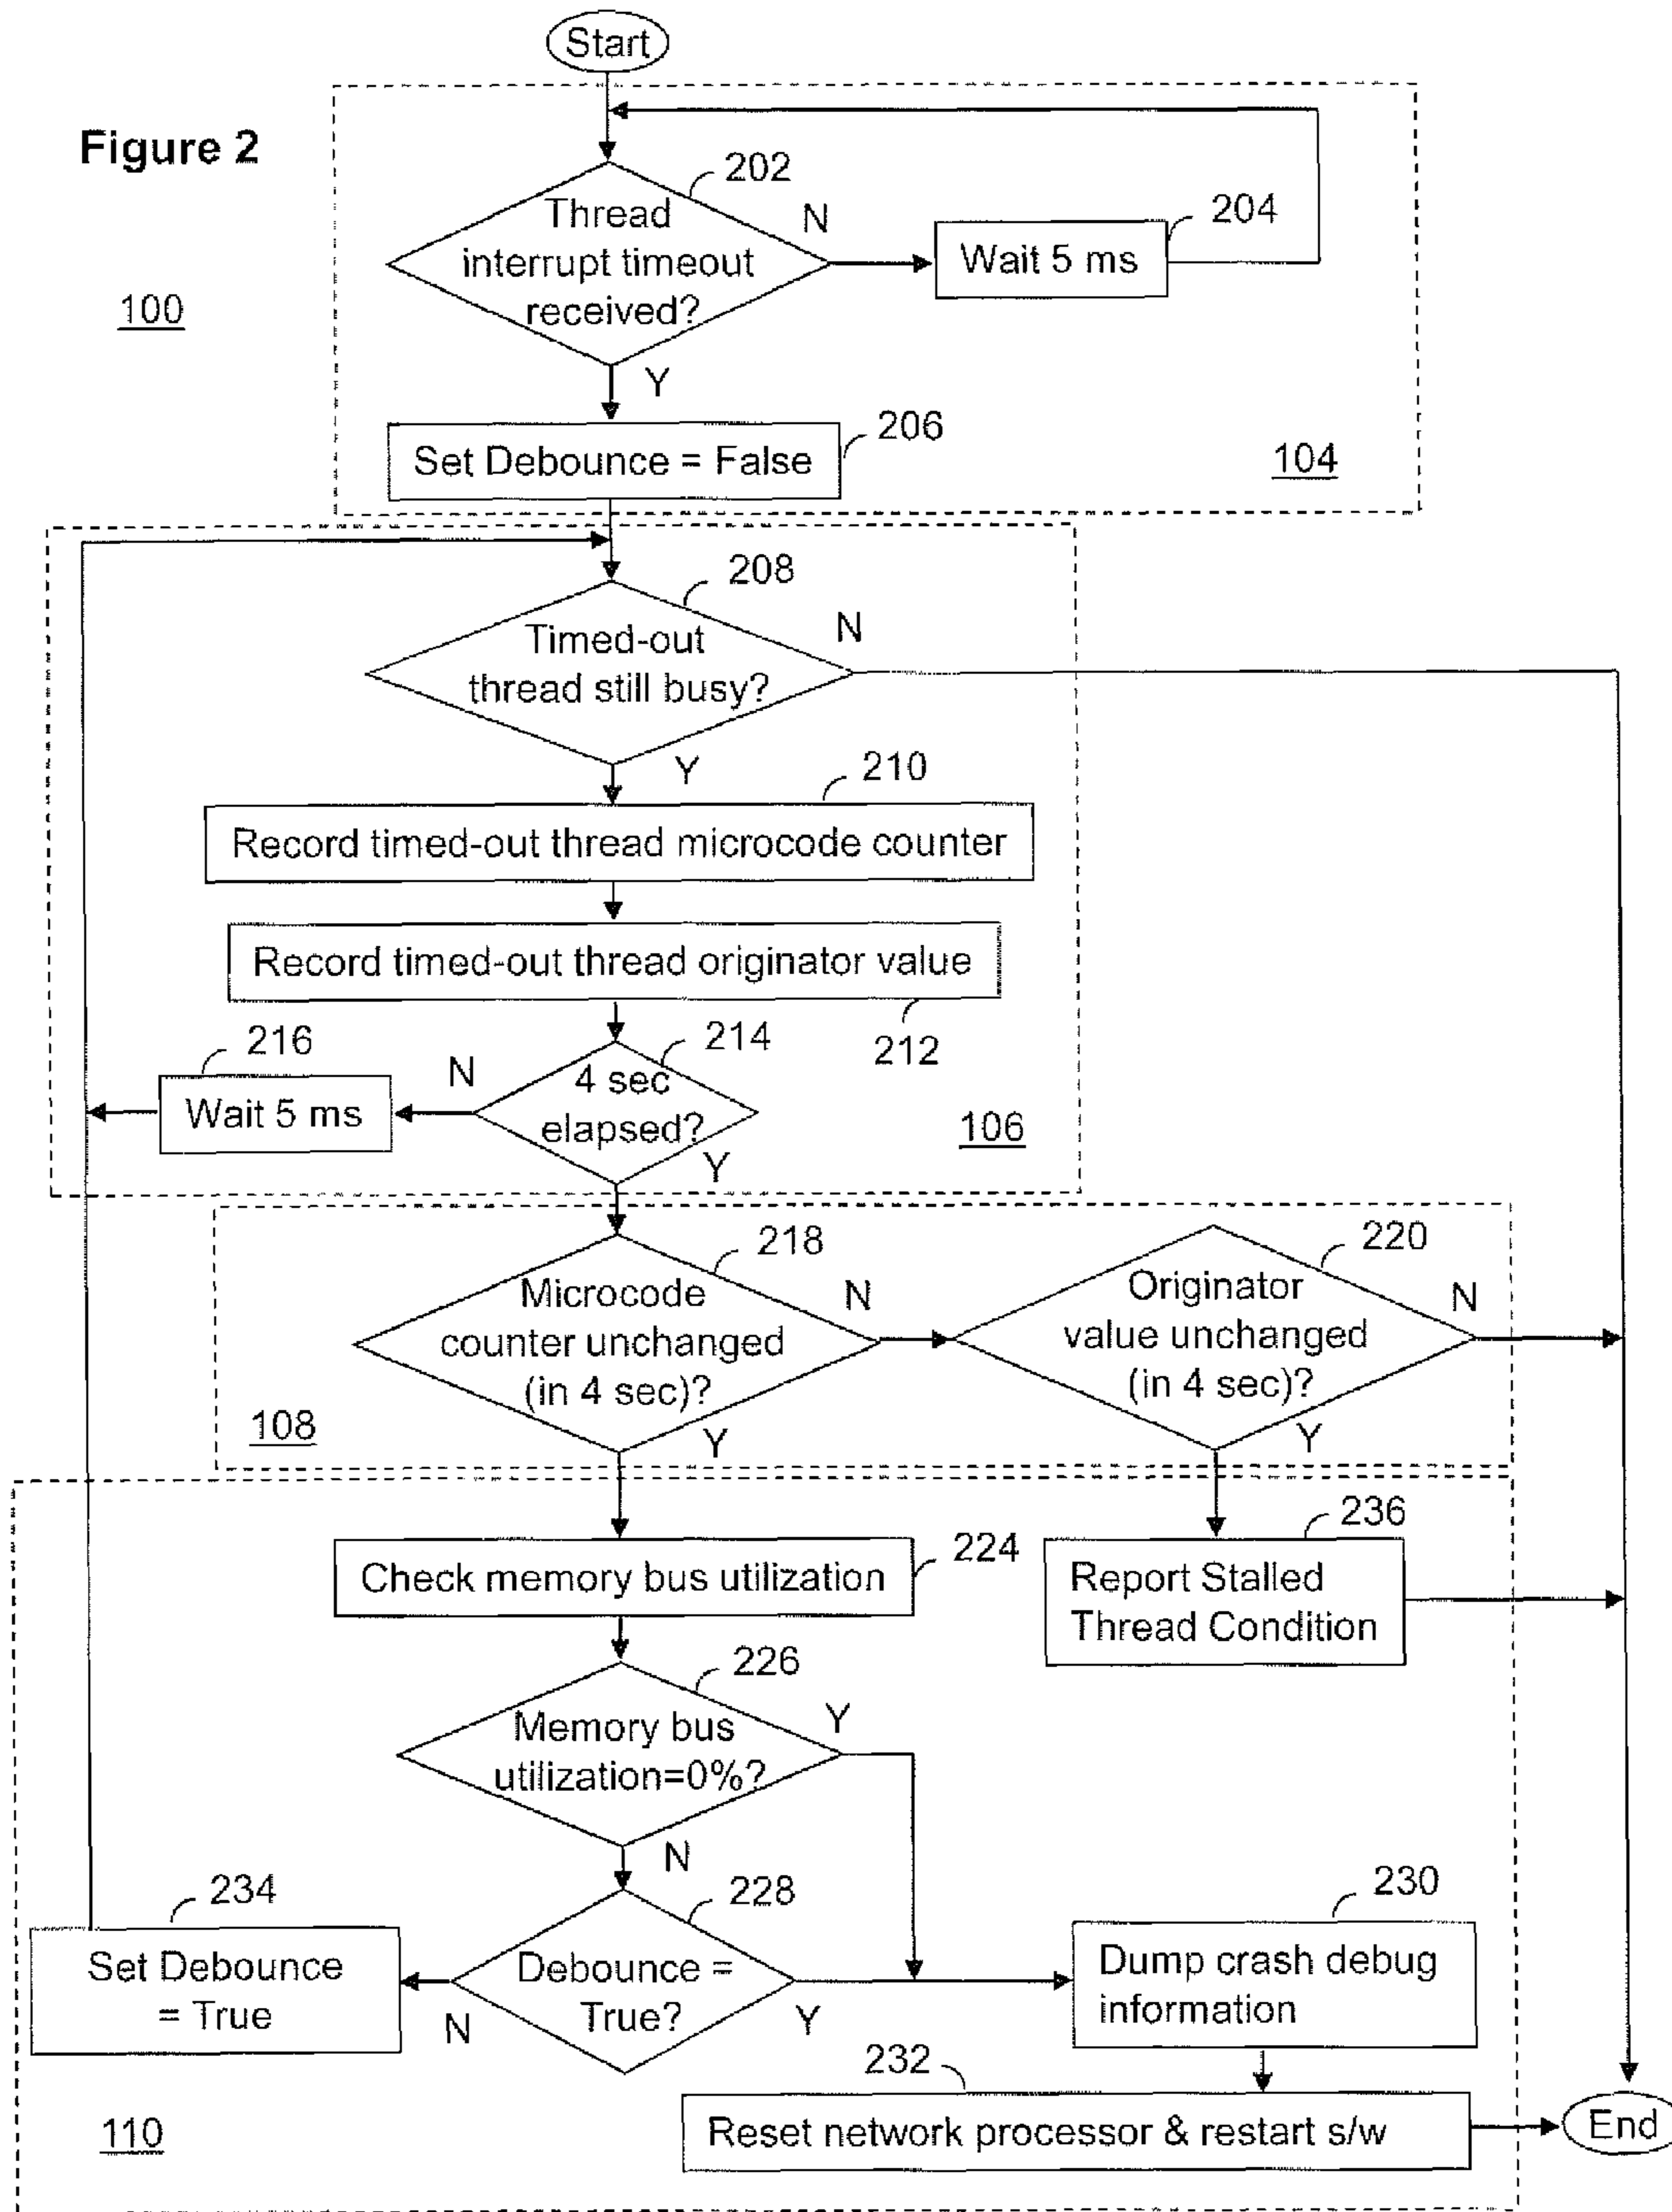 Start
Figure 2
202
Thread
interrupt timeout
received?
N
204
Wait 5 ms
100
Y
206
Set Debounce = False
104
208
Timed-out
thread still busy?
N
Y
210
Record timed-out thread microcode counter
Record timed-out thread originator value
212
216
Wait 5 ms
N
214
4 sec
elapsed?
Y
106
218
Microcode
counter unchanged
(in 4 sec)?
N
220
Originator
value unchanged
(in 4 sec)?
N
108
Y
Y
224
Check memory bus utilization
236
Report Stalled
Thread Condition
226
Memory bus
utilization=0%?
Y
N
234
Set Debounce
= True
228
Debounce =
True?
N
Y
230
Dump crash debug
information
232
Reset network processor & restart s/w
End
110